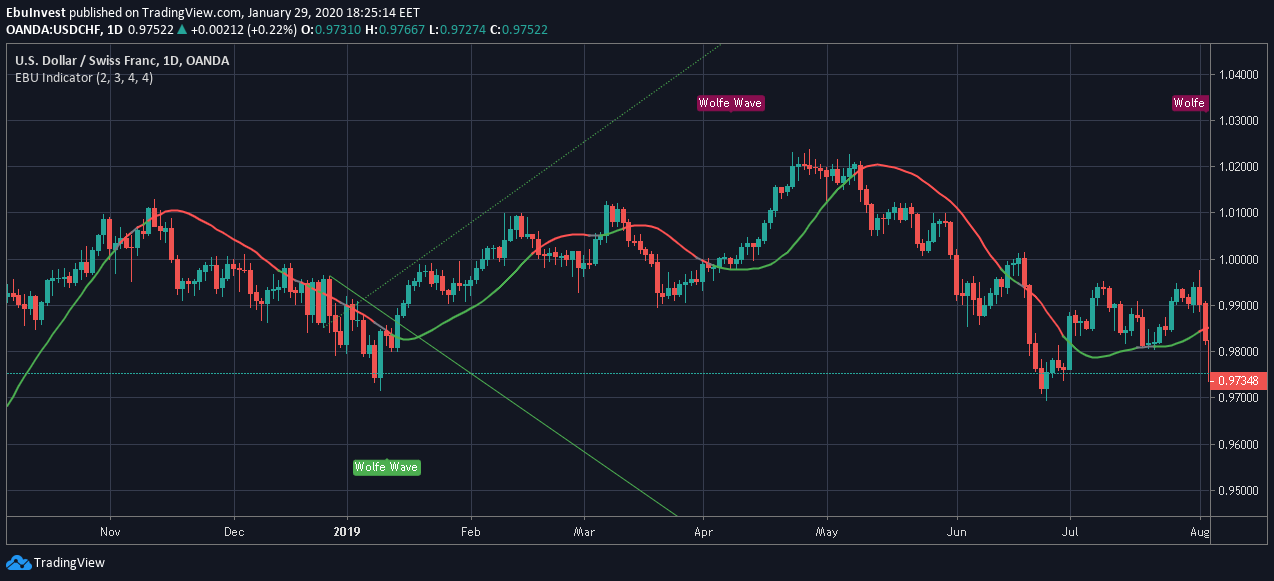 EbuInvest published on TradingView.com, January 29, 2020 18:25:14 EET
OANDA:USDCHF, 1D 0.97522 ▲ +0.00212 (+0.22%) O:0.97310 H:0.97667 L:0.97274 C:0.97522
U.S. Dollar / Swiss Franc, 1D, OANDA
EBU Indicator (2, 3, 4, 4)
1.04000
Wolfe Wave
Wolfe
1.03000
1.02000
1.01000
1.00000
0.99000
0.98000
0.97348
0.97000
0.96000
Wolfe Wave
0.95000
Nov
Dec
2019
Feb
Mar
Apr
May
Jun
Jul
Aug
TradingView